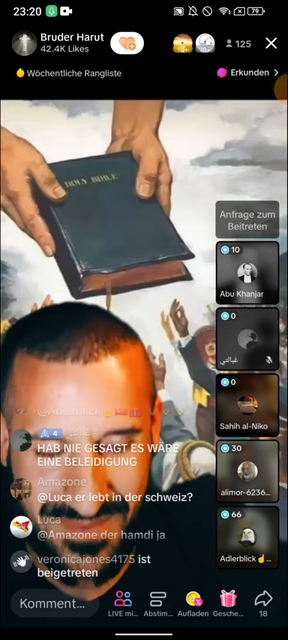 23:20
79
Bruder Harut
42.4K Likes
125
Wöchentliche Rangliste
Erkunden >
HOLY BIBLE
Anfrage zum
Beitreten
10
Abu Khanjar
0
0
Sahih al-Niko
30
alimor-6236...
66
Adlerblick☝️...
4
HAB NIE GESAGT ES WÄRE
EINE BELEIDIGUNG
Amazone
@Luca er lebt in der schweiz?
Luca
@Amazone der hamdi ja
veronicajones4175 ist
beigetreten
Komment...
LIVE mi...
Abstim...
Aufladen
Gesche...
18